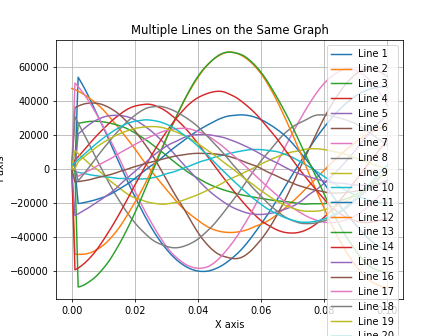 Multiple Lines on the Same Graph
60000
40000
20000
0
−20000
−40000
−60000
0.00
0.02
0.04
0.06
X axis
axis
Line 1
Line 2
Line 3
Line 4
Line 5
Line 6
Line 7
Line 8
Line 9
Line 10
Line 11
Line 12
Line 13
Line 14
Line 15
Line 16
Line 17
Line 18
Line 19
Line 20